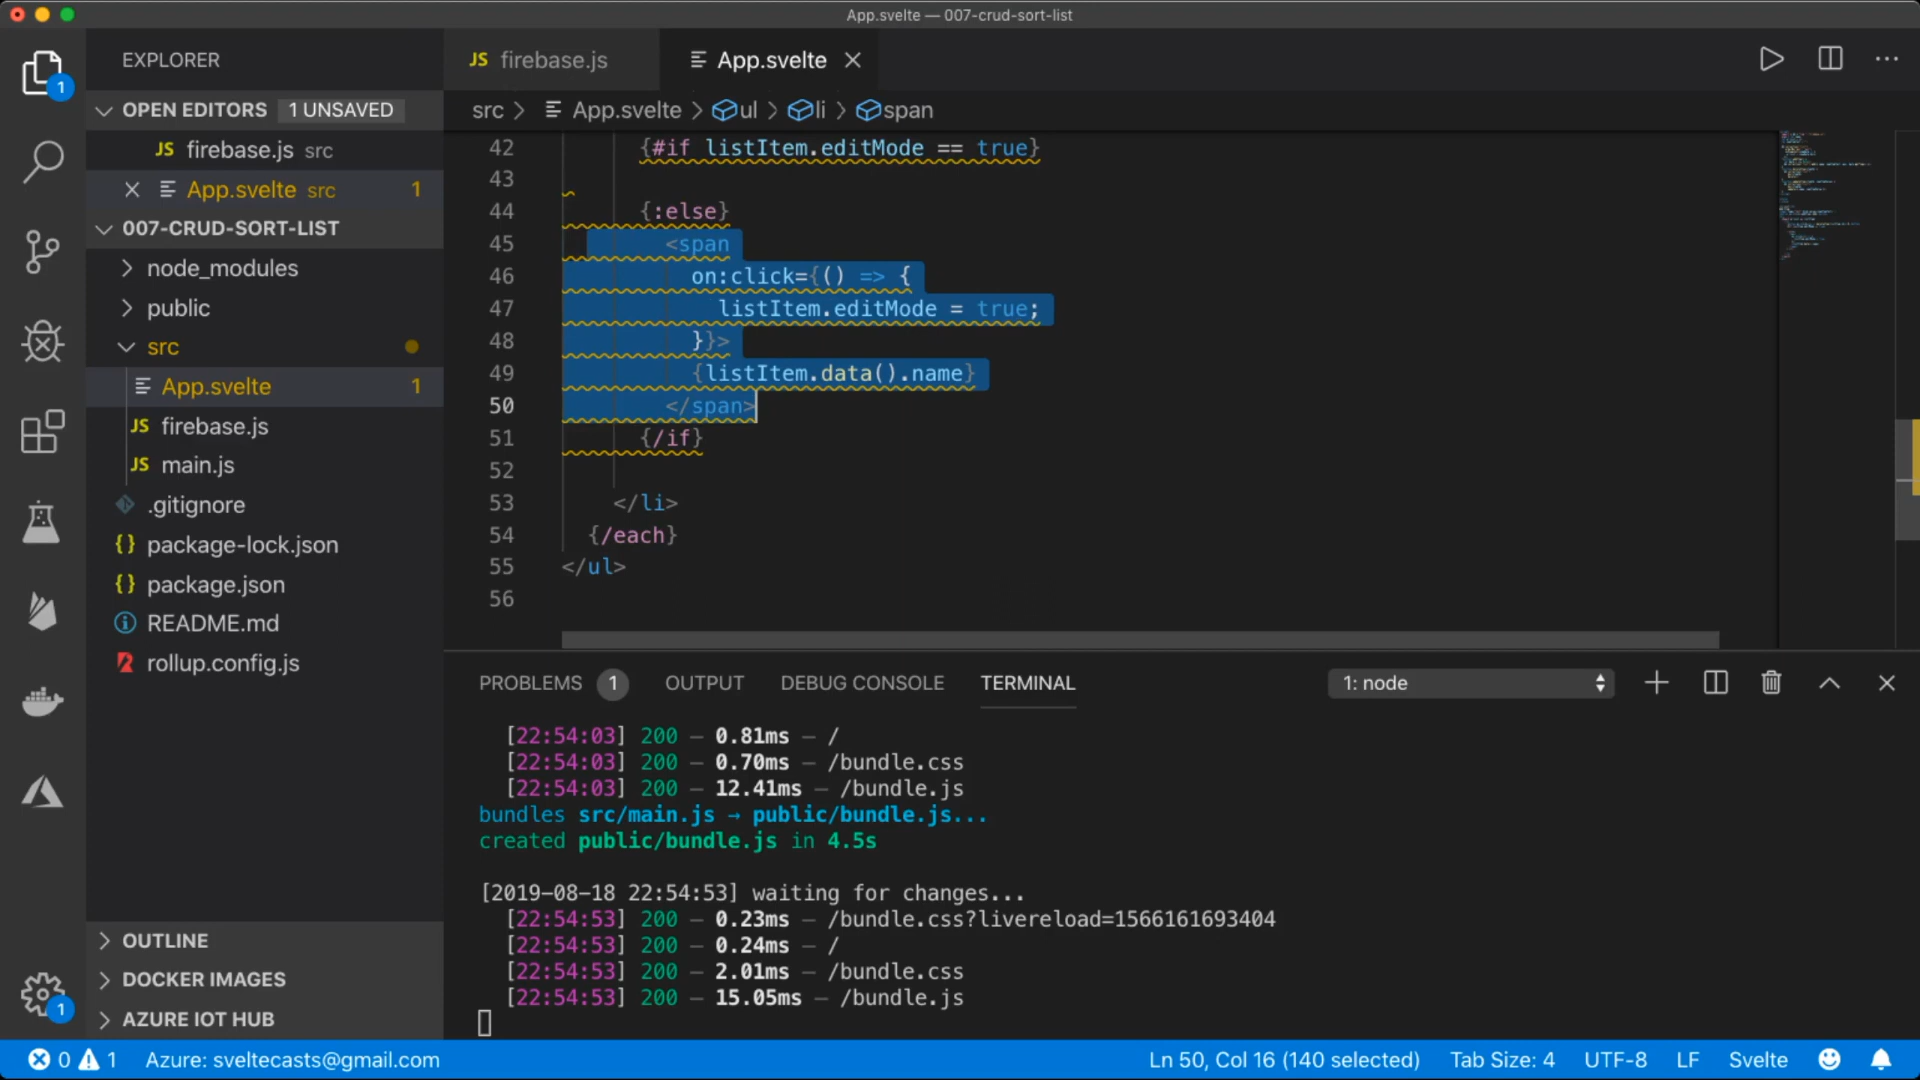 App.svelte — 007-crud-sort-list
EXPLORER
OPEN EDITORS 1 UNSAVED
JS firebase.js src
App.svelte src 1
007-CRUD-SORT-LIST
node_modules
public
src
App.svelte 1
JS firebase.js
JS main.js
.gitignore
{} package-lock.json
{} package.json
README.md
rollup.config.js
OUTLINE
DOCKER IMAGES
AZURE IOT HUB
1
1
JS firebase.js
App.svelte
src > App.svelte > ul > li > span
42 {#if listItem.editMode == true}
43
44 {:else}
45 <span
46 on:click={() => {
47 listItem.editMode = true;
48 }}>
49 {listItem.data().name}
50 </span>
51 {/if}
52
53 </li>
54 {/each}
55 </ul>
56
PROBLEMS 1 OUTPUT DEBUG CONSOLE TERMINAL 1: node
[22:54:03] 200 — 0.81ms — /
[22:54:03] 200 — 0.70ms — /bundle.css
[22:54:03] 200 — 12.41ms — /bundle.js
bundles src/main.js → public/bundle.js...
created public/bundle.js in 4.5s
[2019-08-18 22:54:53] waiting for changes...
[22:54:53] 200 — 0.23ms — /bundle.css?livereload=1566161693404
[22:54:53] 200 — 0.24ms — /
[22:54:53] 200 — 2.01ms — /bundle.css
[22:54:53] 200 — 15.05ms — /bundle.js
0 1 Azure: sveltecasts@gmail.com Ln 50, Col 16 (140 selected) Tab Size: 4 UTF-8 LF Svelte